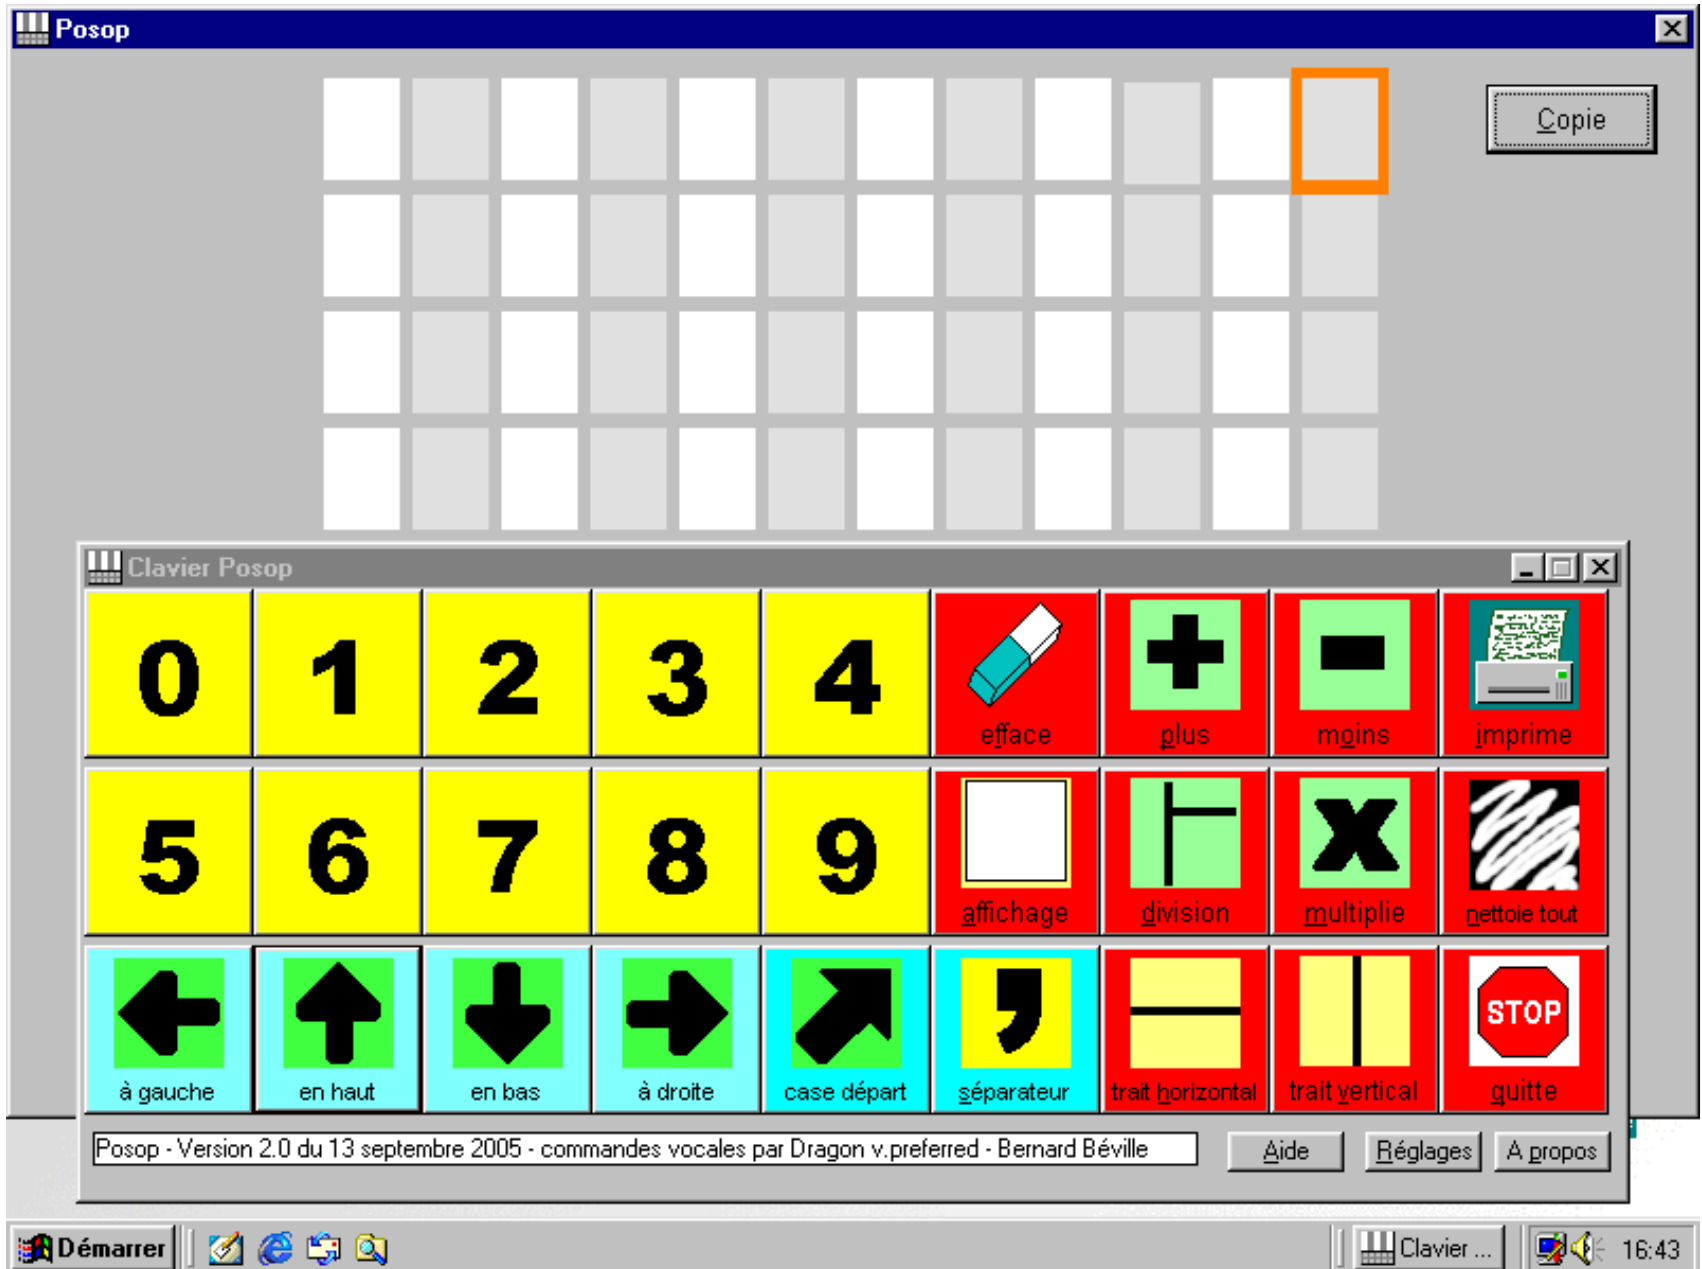 Posop
Copie
Clavier Posop
0 1 2 3 4 efface plus moins imprime
5 6 7 8 9 affichage division multiplie nettoie tout
STOP
à gauche en haut en bas à droite case départ séparateur trait horizontal trait vertical quitte
Posop - Version 2.0 du 13 septembre 2005 - commandes vocales par Dragon v.preferred - Bernard Béville Aide Réglages A propos
Démarrer Clavier ... 16:43